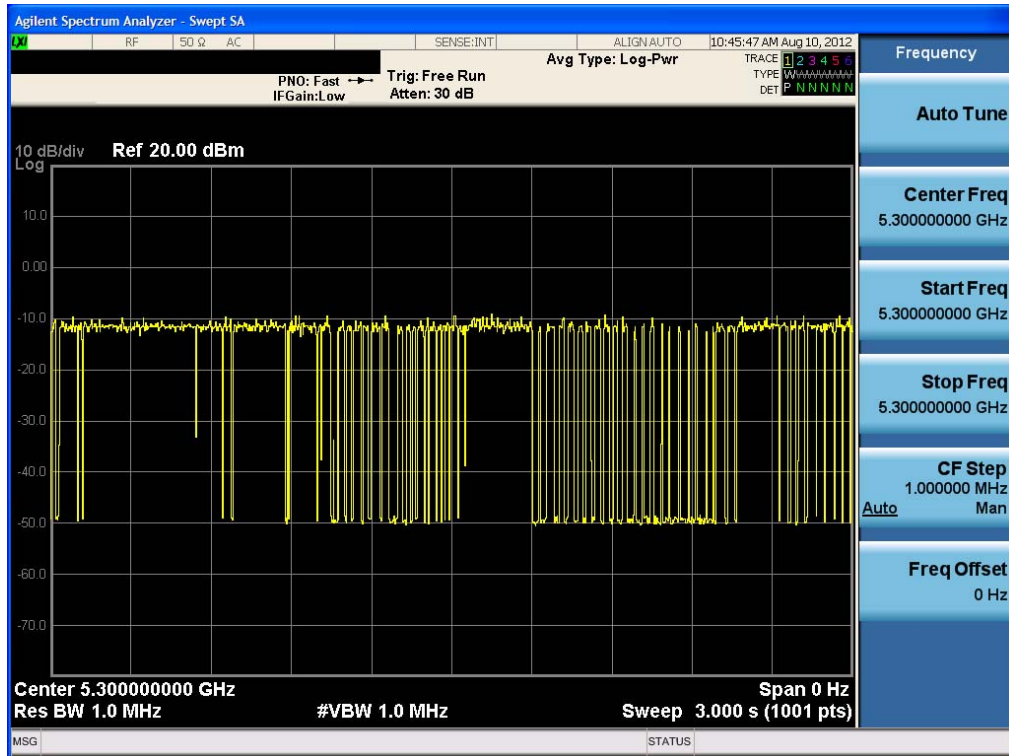 Agilent Spectrum Analyzer - Swept SA
LXI RF 50 Ω AC SENSE:INT ALIGN AUTO 10:45:47 AM Aug 10, 2012
Frequency
Avg Type: Log-Pwr
TRACE 1 2 3 4 5 6
PNO: Fast Trig: Free Run
TYPE W
IFGain:Low Atten: 30 dB
DET P N N N N N
Auto Tune
10 dB/div Ref 20.00 dBm
Log
Center Freq
5.300000000 GHz
10.0
0.00
Start Freq
5.300000000 GHz
-10.0
-20.0
Stop Freq
5.300000000 GHz
-30.0
-40.0
CF Step
1.000000 MHz
Auto Man
-50.0
Freq Offset
0 Hz
-60.0
-70.0
Center 5.300000000 GHz Span 0 Hz
Res BW 1.0 MHz #VBW 1.0 MHz Sweep 3.000 s (1001 pts)
MSG STATUS